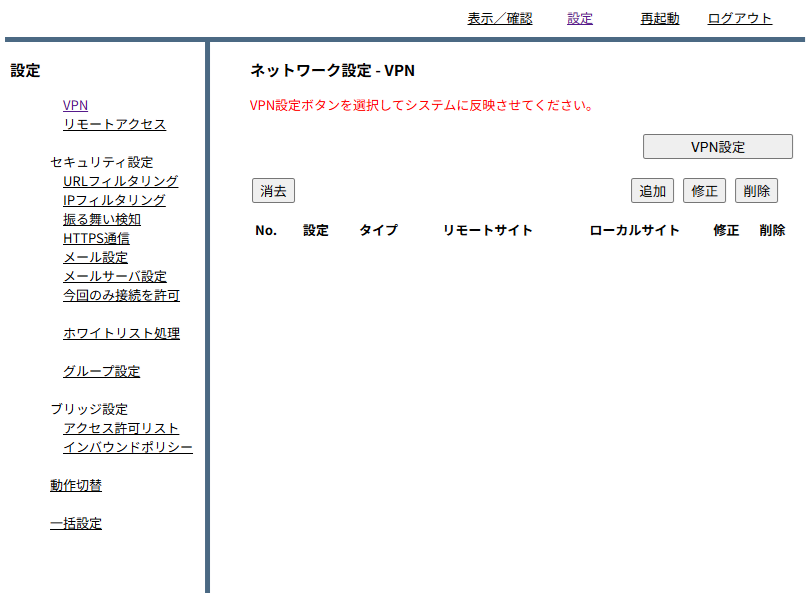 表示／確認 設定 再起動 ログアウト
設定
VPN
リモートアクセス
セキュリティ設定
URLフィルタリング
IPフィルタリング
振る舞い検知
HTTPS通信
メール設定
メールサーバ設定
今回のみ接続を許可
ホワイトリスト処理
グループ設定
ブリッジ設定
アクセス許可リスト
インバウンドポリシー
動作切替
一括設定
ネットワーク設定 - VPN
VPN設定ボタンを選択してシステムに反映させてください。
VPN設定
消去 追加 修正 削除
No. 設定 タイプ リモートサイト ローカルサイト 修正 削除